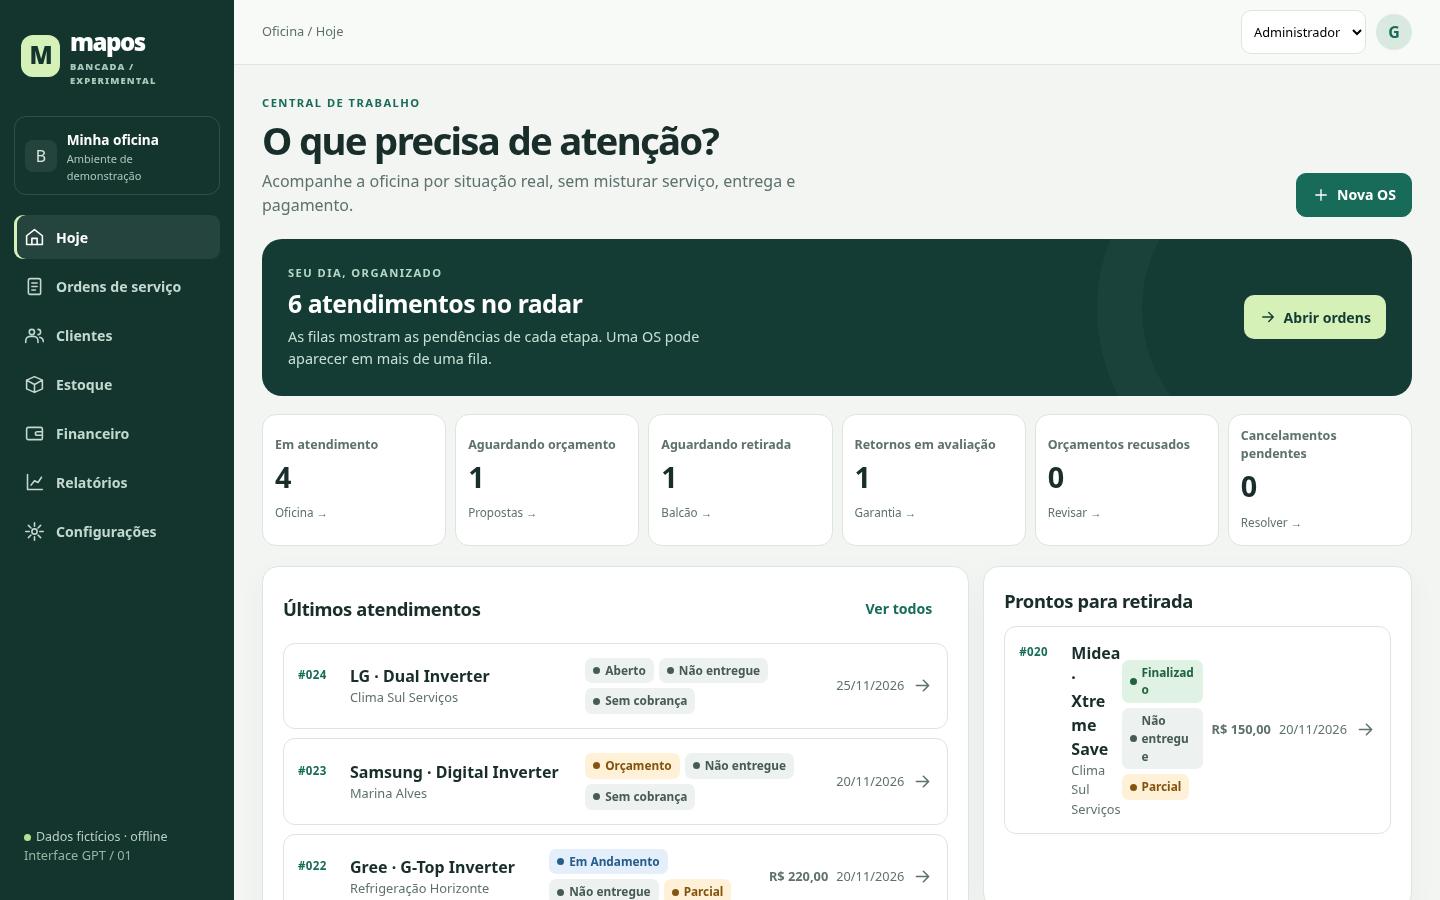 M
mapos
BANCADA /
EXPERIMENTAL
B
Minha oficina
Ambiente de
demonstração
Hoje
Ordens de serviço
Clientes
Estoque
Financeiro
Relatórios
Configurações
Dados fictícios · offline
Interface GPT / 01
Oficina / Hoje
Administrador
G
CENTRAL DE TRABALHO
O que precisa de atenção?
Acompanhe a oficina por situação real, sem misturar serviço, entrega e
pagamento.
Nova OS
SEU DIA, ORGANIZADO
6 atendimentos no radar
As filas mostram as pendências de cada etapa. Uma OS pode
aparecer em mais de uma fila.
→ Abrir ordens
Em atendimento
4
Oficina →
Aguardando orçamento
1
Propostas →
Aguardando retirada
1
Balcão →
Retornos em avaliação
1
Garantia →
Orçamentos recusados
0
Revisar →
Cancelamentos
pendentes
0
Resolver →
Últimos atendimentos
Ver todos
#024
LG · Dual Inverter
Clima Sul Serviços
Aberto
Não entregue
Sem cobrança
25/11/2026 →
#023
Samsung · Digital Inverter
Marina Alves
Orçamento
Não entregue
Sem cobrança
20/11/2026 →
#022
Gree · G-Top Inverter
Refrigeração Horizonte
Em Andamento
Não entregue
Parcial
R$ 220,00 20/11/2026 →
Prontos para retirada
#020
Midea
·
Xtre
me
Save
Clima
Sul
Serviços
Finalizad
o
Não
entregu
e
Parcial
R$ 150,00 20/11/2026 →